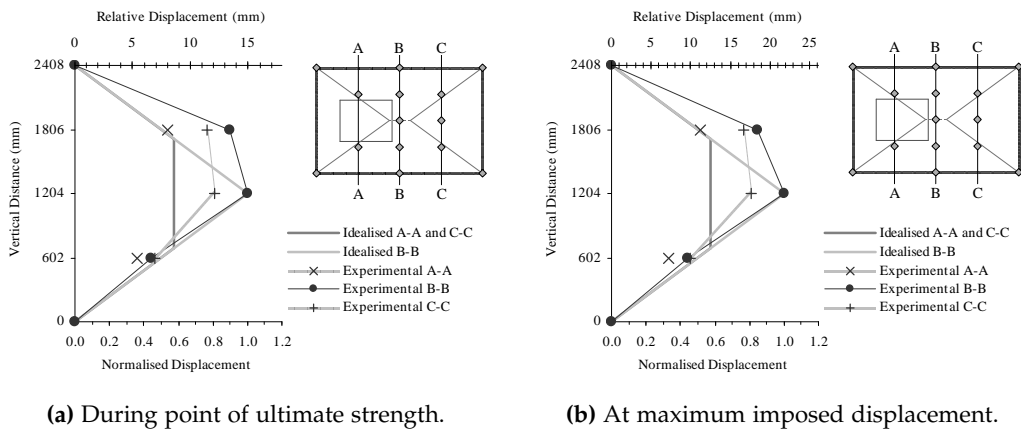 Relative Displacement (mm)
0 5 10 15
2408
1806
1204
602
0
Vertical Distance (mm)
0.0 0.2 0.4 0.6 0.8 1.0 1.2
Normalised Displacement
A B C
A B C
Idealised A-A and C-C
Idealised B-B
Experimental A-A
Experimental B-B
Experimental C-C
(a) During point of ultimate strength.
Relative Displacement (mm)
0 5 10 15 20 25
2408
1806
1204
602
0
Vertical Distance (mm)
0.0 0.2 0.4 0.6 0.8 1.0 1.2
Normalised Displacement
A B C
A B C
Idealised A-A and C-C
Idealised B-B
Experimental A-A
Experimental B-B
Experimental C-C
(b) At maximum imposed displacement.